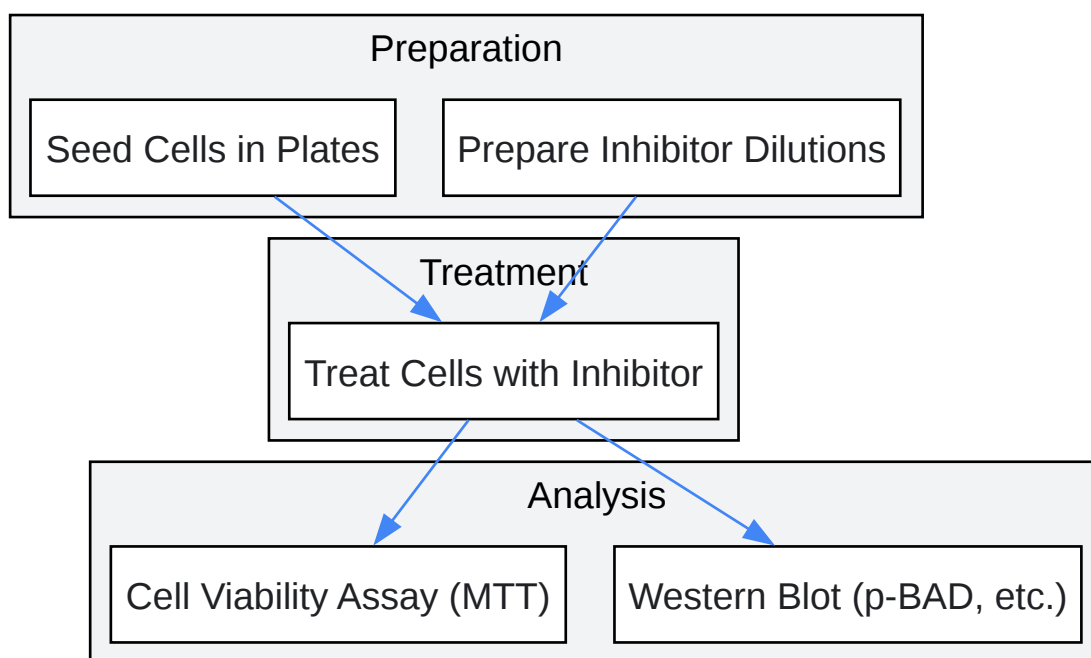 Preparation
Seed Cells in Plates
Prepare Inhibitor Dilutions
Treatment
Treat Cells with Inhibitor
Analysis
Cell Viability Assay (MTT)
Western Blot (p-BAD, etc.)